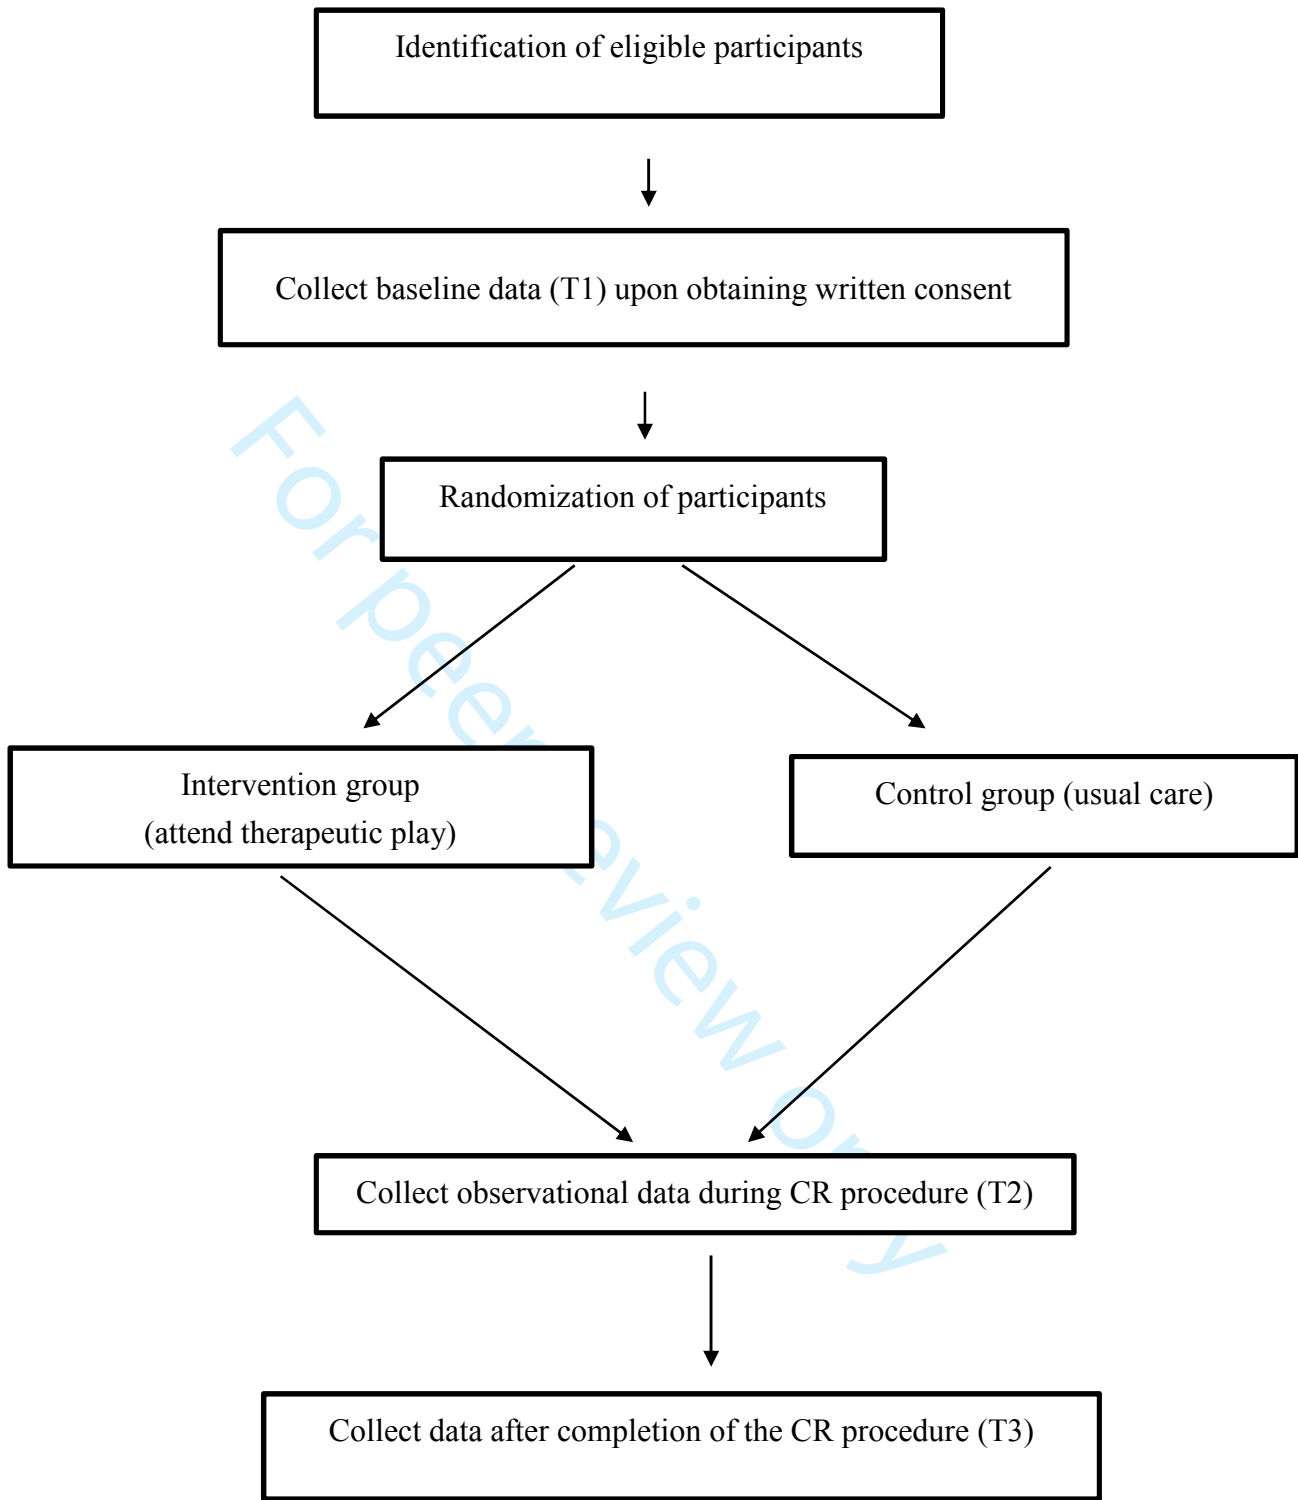 Identification of eligible participants
Collect baseline data (T1) upon obtaining written consent
Randomization of participants
Intervention group
(attend therapeutic play)
Control group (usual care)
Collect observational data during CR procedure (T2)
Collect data after completion of the CR procedure (T3)
For peer review only